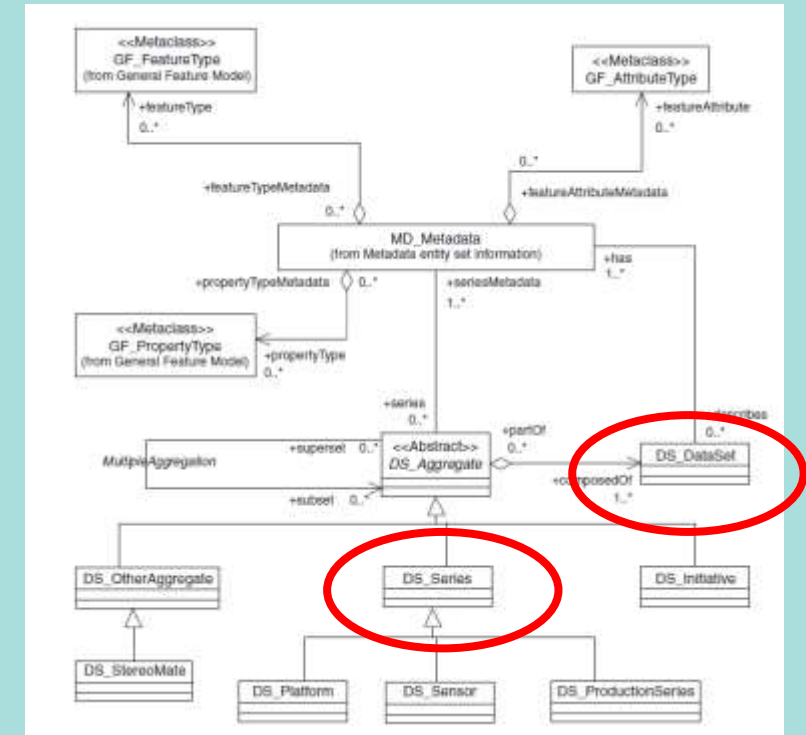 <<Metaclass>>
GF_FeatureType
(from General Feature Model)
<<Metaclass>>
GF_AttributeType
+featureType
0..*
+featureAttribute
0..*
+featureTypeMetadata
0..*
0..*
+featureAttributeMetadata
MD_Metadata
(from Metadata entity set information)
+propertyTypeMetadata
0..*
+seriesMetadata
1..*
+has
1..*
<<Metaclass>>
GF_PropertyType
(from General Feature Model)
+propertyType
0..*
+series
0..*
+describes
0..*
MultipleAggregation
+superset 0..*
<<Abstract>>
DS_Aggregate
+partOf
0..*
DS_DataSet
+composedOf
1..*
+subset 0..*
DS_OtherAggregate
DS_Series
DS_Initiative
DS_StereoMate
DS_Platform
DS_Sensor
DS_ProductionSeries